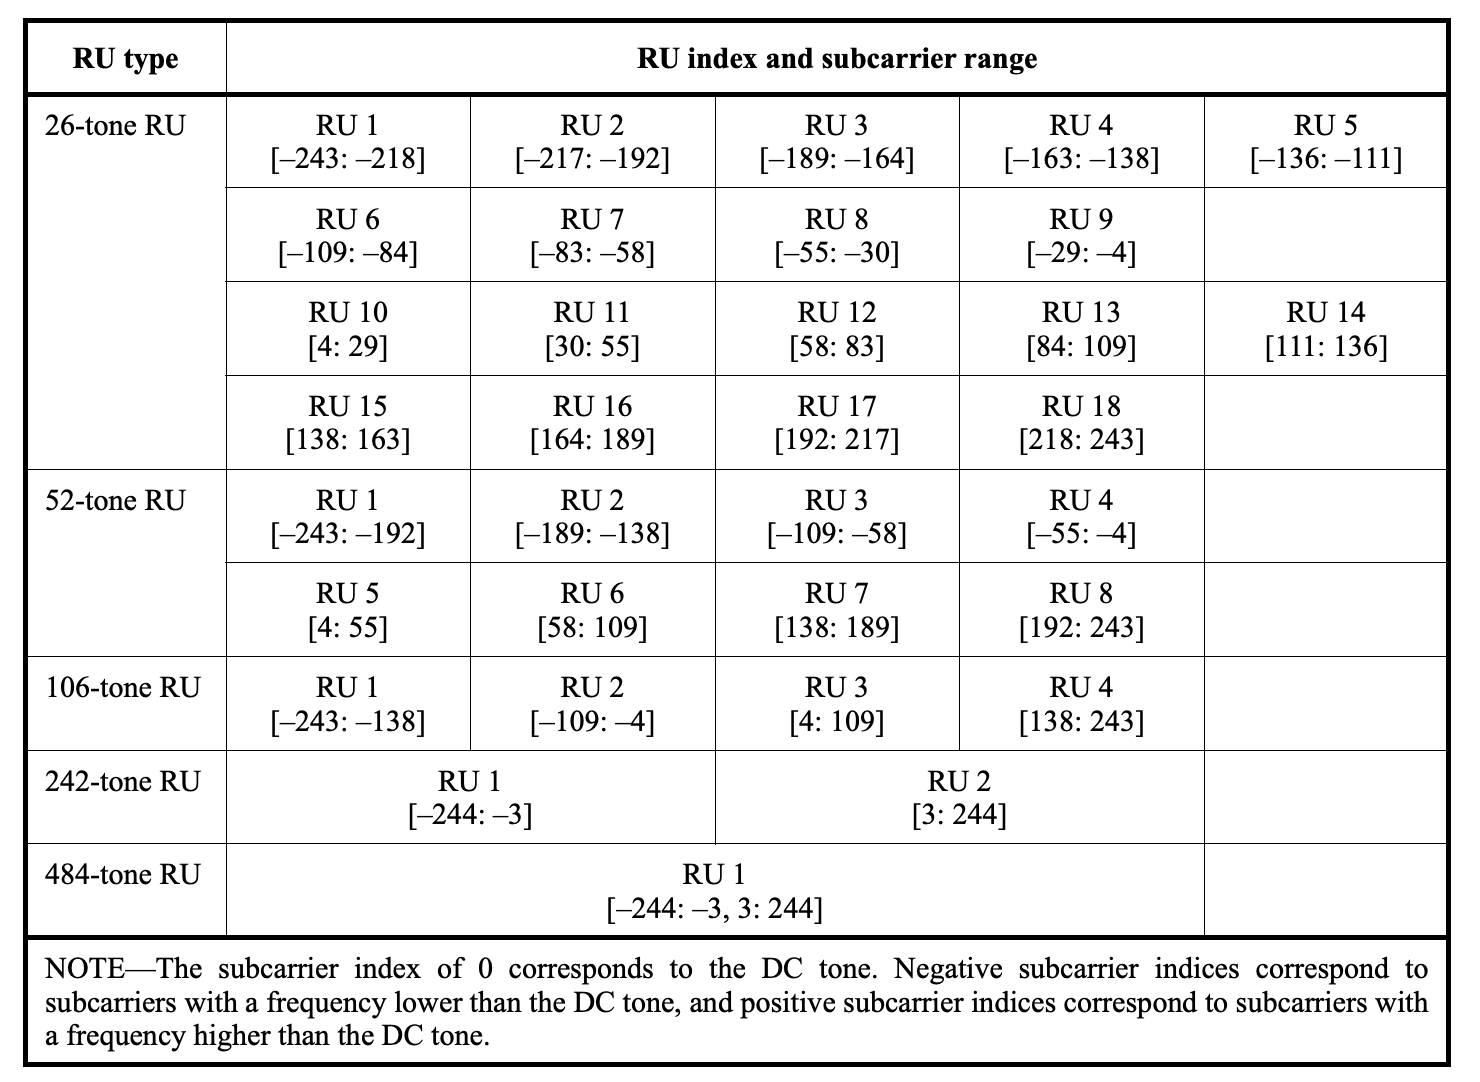 RU type RU index and subcarrier range
26-tone RU RU 1 RU 2 RU 3 RU 4 RU 5
[–243: –218] [–217: –192] [–189: –164] [–163: –138] [–136: –111]
RU 6 RU 7 RU 8 RU 9
[–109: –84] [–83: –58] [–55: –30] [–29: –4]
RU 10 RU 11 RU 12 RU 13 RU 14
[4: 29] [30: 55] [58: 83] [84: 109] [111: 136]
RU 15 RU 16 RU 17 RU 18
[138: 163] [164: 189] [192: 217] [218: 243]
52-tone RU RU 1 RU 2 RU 3 RU 4
[–243: –192] [–189: –138] [–109: –58] [–55: –4]
RU 5 RU 6 RU 7 RU 8
[4: 55] [58: 109] [138: 189] [192: 243]
106-tone RU RU 1 RU 2 RU 3 RU 4
[–243: –138] [–109: –4] [4: 109] [138: 243]
242-tone RU RU 1 RU 2
[–244: –3] [3: 244]
484-tone RU RU 1
[–244: –3, 3: 244]
NOTE—The subcarrier index of 0 corresponds to the DC tone. Negative subcarrier indices correspond to
subcarriers with a frequency lower than the DC tone, and positive subcarrier indices correspond to subcarriers with
a frequency higher than the DC tone.